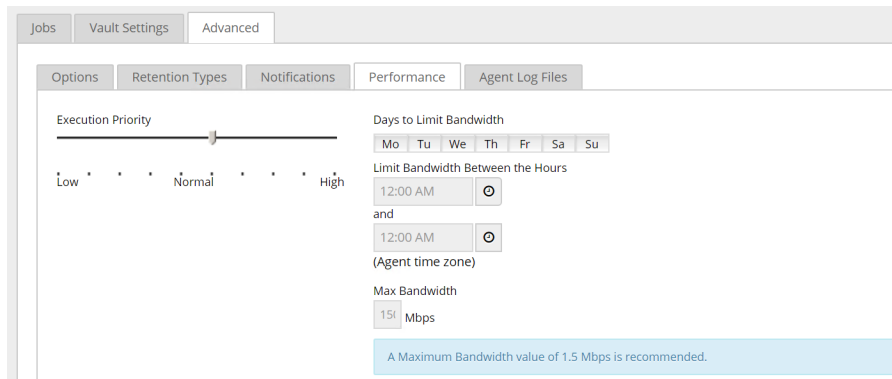 Jobs Vault Settings Advanced
Options Retention Types Notifications Performance Agent Log Files
Execution Priority
Low Normal High
Days to Limit Bandwidth
Mo Tu We Th Fr Sa Su
Limit Bandwidth Between the Hours
12:00 AM
and
12:00 AM
(Agent time zone)
Max Bandwidth
Mbps
A Maximum Bandwidth value of 1.5 Mbps is recommended.